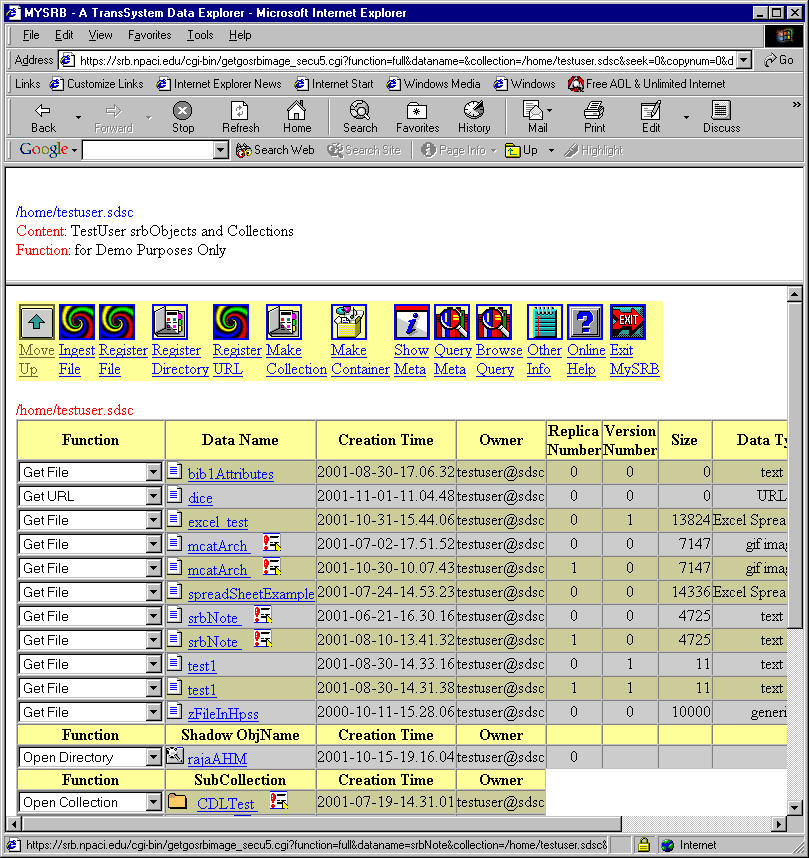 MYSRB - A TransSystem Data Explorer - Microsoft Internet Explorer
File Edit View Favorites Tools Help
Address https://srb.npaci.edu/cgi-bin/getgosrbimage_secu5.cgi?function=full&dataname=&collection=/home/testuser.sdsc&seek=0&copynum=0&d Go
Links Customize Links Internet Explorer News Internet Start Windows Media Windows Free AOL & Unlimited Internet
Back Forward Stop Refresh Home Search Favorites History Mail Print Edit Discuss
Google Search Web Search Site Page Info Up Highlight
/home/testuser.sdsc
Content: TestUser srbObjects and Collections
Function: for Demo Purposes Only
EXIT
Move Ingest Register Register Register Make Make Show Query Browse Other Online Exit
Up File File Directory URL Collection Container Meta Meta Query Info Help MySRB
/home/testuser.sdsc
Function Data Name Creation Time Owner Replica Number Version Number Size Data Ty
Get File bib1Attributes 2001-08-30-17.06.32 testuser@sdsc 0 0 0 text
Get URL dice 2001-11-01-11.04.48 testuser@sdsc 0 0 0 URL
Get File excel_test 2001-10-31-15.44.06 testuser@sdsc 0 1 13824 Excel Sprea
Get File mcatArch 2001-07-02-17.51.52 testuser@sdsc 0 0 7147 gif imag
Get File mcatArch 2001-10-30-10.07.43 testuser@sdsc 1 0 7147 gif imag
Get File spreadSheetExample 2001-07-24-14.53.23 testuser@sdsc 0 0 14336 Excel Sprea
Get File srbNote 2001-06-21-16.30.16 testuser@sdsc 0 0 4725 text
Get File srbNote 2001-08-10-13.41.32 testuser@sdsc 1 0 4725 text
Get File test1 2001-08-30-14.33.16 testuser@sdsc 0 1 11 text
Get File test1 2001-08-30-14.31.38 testuser@sdsc 1 1 11 text
Get File zFileInHpss 2000-10-11-15.28.06 testuser@sdsc 0 0 10000 generi
Function Shadow ObjName Creation Time Owner
Open Directory rajaAHM 2001-10-15-19.16.04 testuser@sdsc 0
Function SubCollection Creation Time Owner
Open Collection CDLTest 2001-07-19-14.31.01 testuser@sdsc
https://srb.npaci.edu/cgi-bin/getgosrbimage_secu5.cgi?function=full&dataname=srbNote&collection=/home/testuser.sdsc& Internet